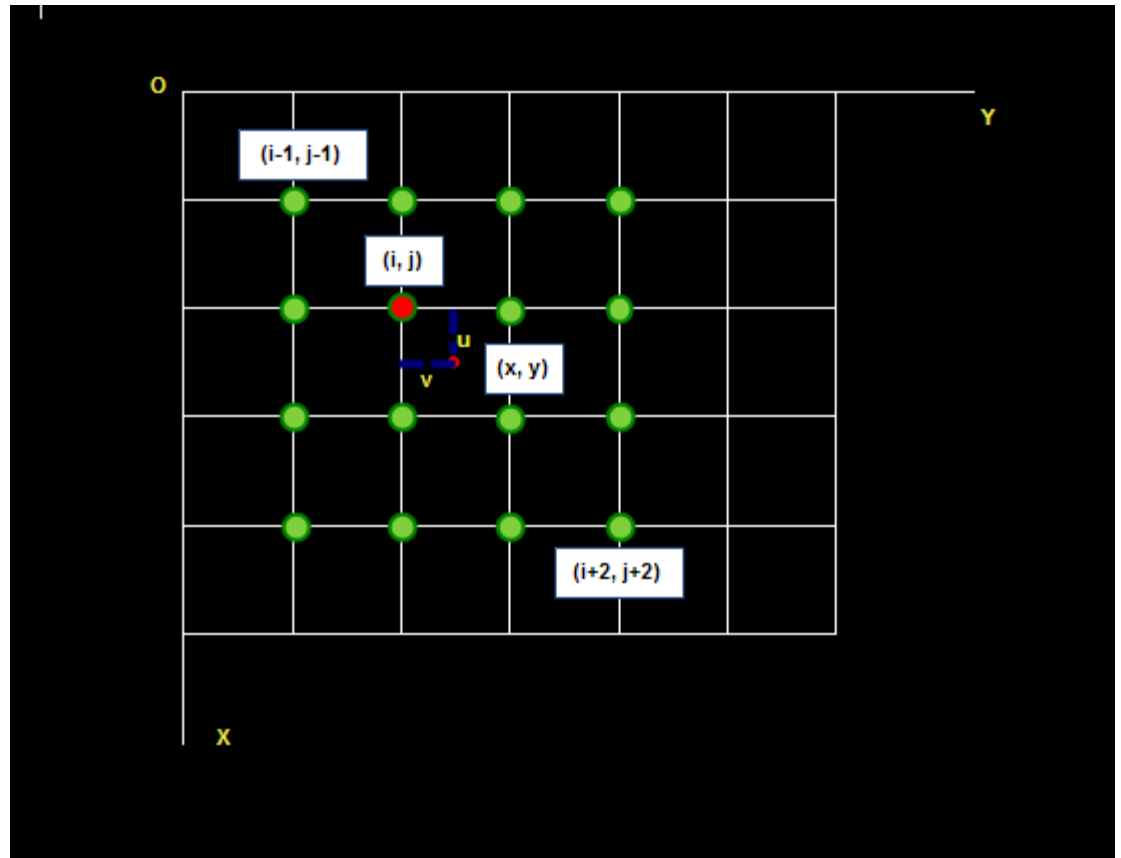 O
Y
(i-1, j-1)
(i, j)
u
(x, y)
v
(i+2, j+2)
X